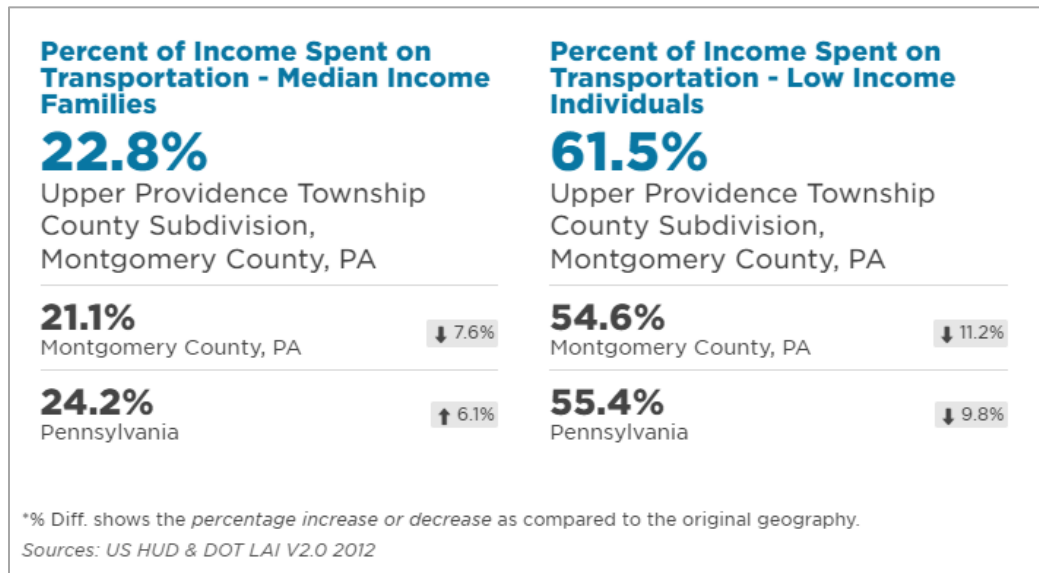 Percent of Income Spent on
Transportation - Median Income
Families
22.8%
Upper Providence Township
County Subdivision,
Montgomery County, PA
21.1%
Montgomery County, PA
⬇ 7.6%
24.2%
Pennsylvania
⬆ 6.1%
Percent of Income Spent on
Transportation - Low Income
Individuals
61.5%
Upper Providence Township
County Subdivision,
Montgomery County, PA
54.6%
Montgomery County, PA
⬇ 11.2%
55.4%
Pennsylvania
⬇ 9.8%
*% Diff. shows the percentage increase or decrease as compared to the original geography.
Sources: US HUD & DOT LAI V2.0 2012